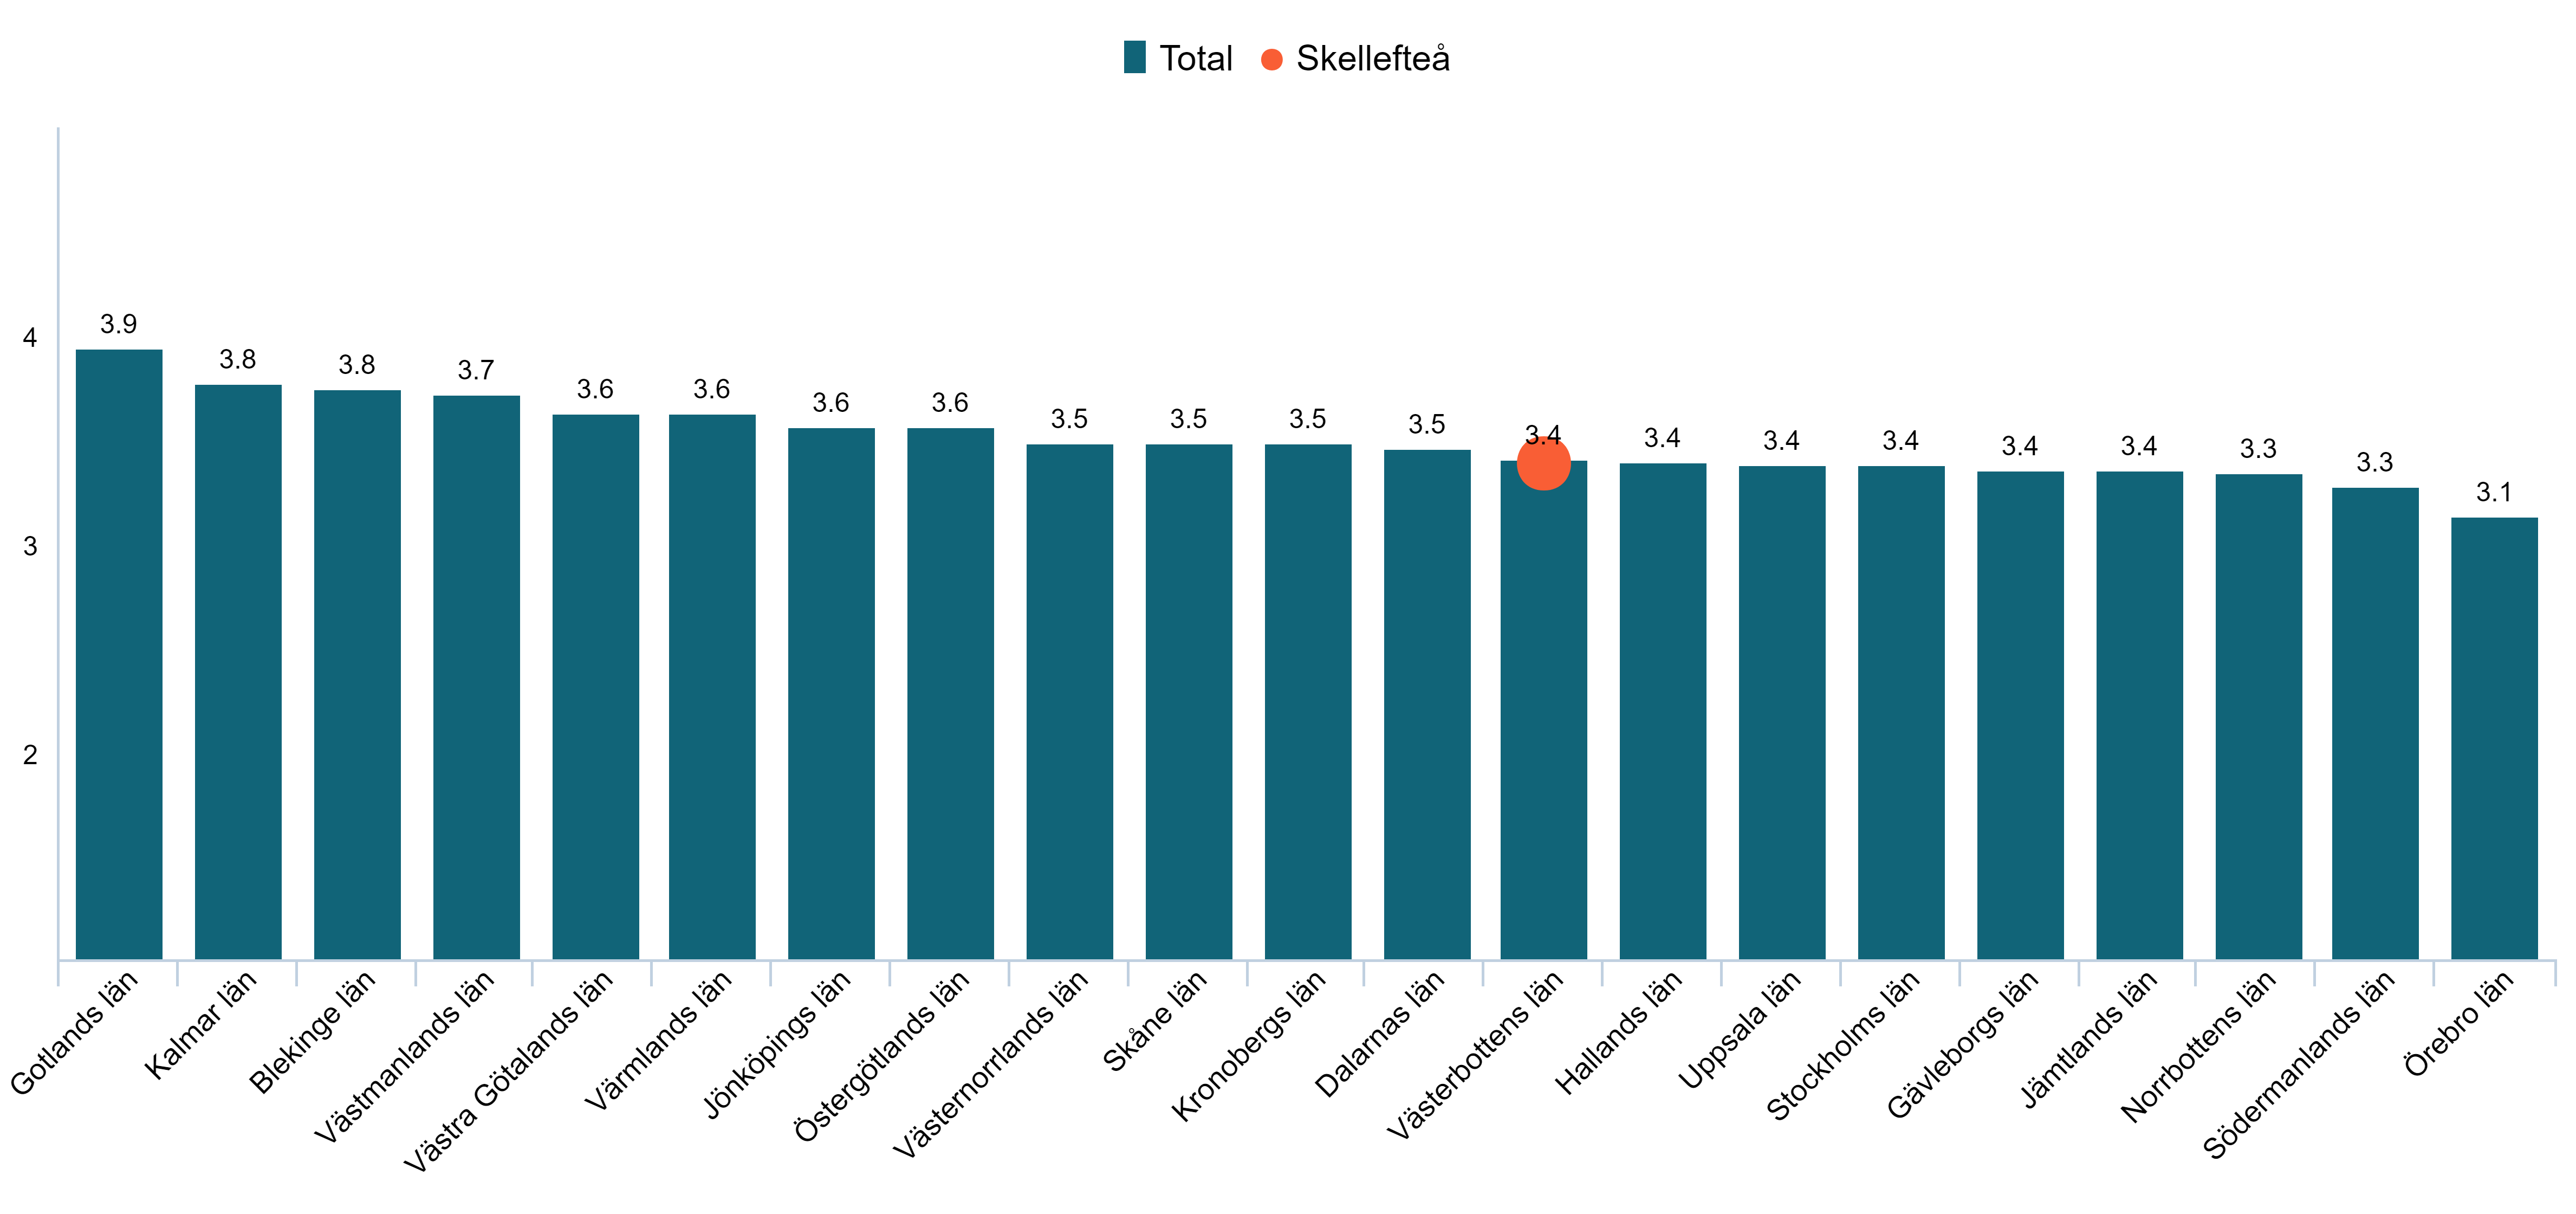 Total Skellefteå
4
3
2
3.9 3.8 3.8 3.7 3.6 3.6 3.6 3.6 3.5 3.5 3.5 3.5 3.4 3.4 3.4 3.4 3.4 3.4 3.3 3.3 3.1
Gotlands län
Kalmar län
Blekinge län
Västmanlands län
Västra Götalands län
Värmlands län
Jönköpings län
Östergötlands län
Västernorrlands län
Skåne län
Kronobergs län
Dalarnas län
Västerbottens län
Hallands län
Uppsala län
Stockholms län
Gävleborgs län
Jämtlands län
Norrbottens län
Södermanlands län
Örebro län